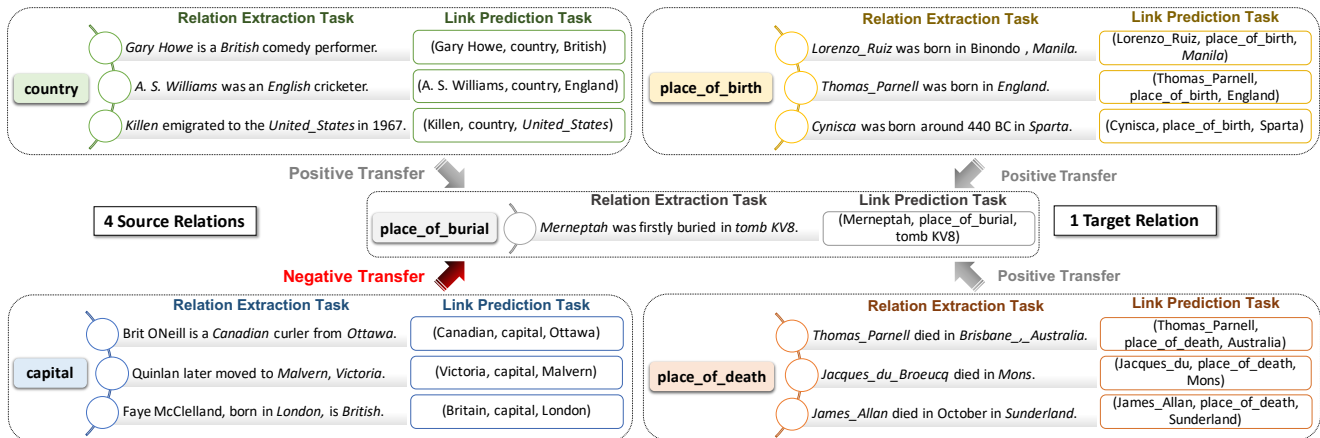 Relation Extraction Task
Link Prediction Task
country
Gary Howe is a British comedy performer.
(Gary Howe, country, British)
A. S. Williams was an English cricketer.
(A. S. Williams, country, England)
Killen emigrated to the United_States in 1967.
(Killen, country, United_States)
Relation Extraction Task
Link Prediction Task
place_of_birth
Lorenzo_Ruiz was born in Binondo , Manila.
(Lorenzo_Ruiz, place_of_birth,
Manila)
Thomas_Parnell was born in England.
(Thomas_Parnell,
place_of_birth, England)
Cynisca was born around 440 BC in Sparta.
(Cynisca, place_of_birth, Sparta)
Positive Transfer
Positive Transfer
4 Source Relations
Relation Extraction Task
Link Prediction Task
place_of_burial
Merneptah was firstly buried in tomb KV8.
(Merneptah, place_of_burial,
tomb KV8)
1 Target Relation
Negative Transfer
Positive Transfer
Relation Extraction Task
Link Prediction Task
capital
Brit ONeill is a Canadian curler from Ottawa.
(Canadian, capital, Ottawa)
Quinlan later moved to Malvern, Victoria.
(Victoria, capital, Malvern)
Faye McClelland, born in London, is British.
(Britain, capital, London)
Relation Extraction Task
Link Prediction Task
place_of_death
Thomas_Parnell died in Brisbane_,_Australia.
(Thomas_Parnell,
place_of_death, Australia)
Jacques_du_Broeucq died in Mons.
(Jacques_du, place_of_death,
Mons)
James_Allan died in October in Sunderland.
(James_Allan, place_of_death,
Sunderland)